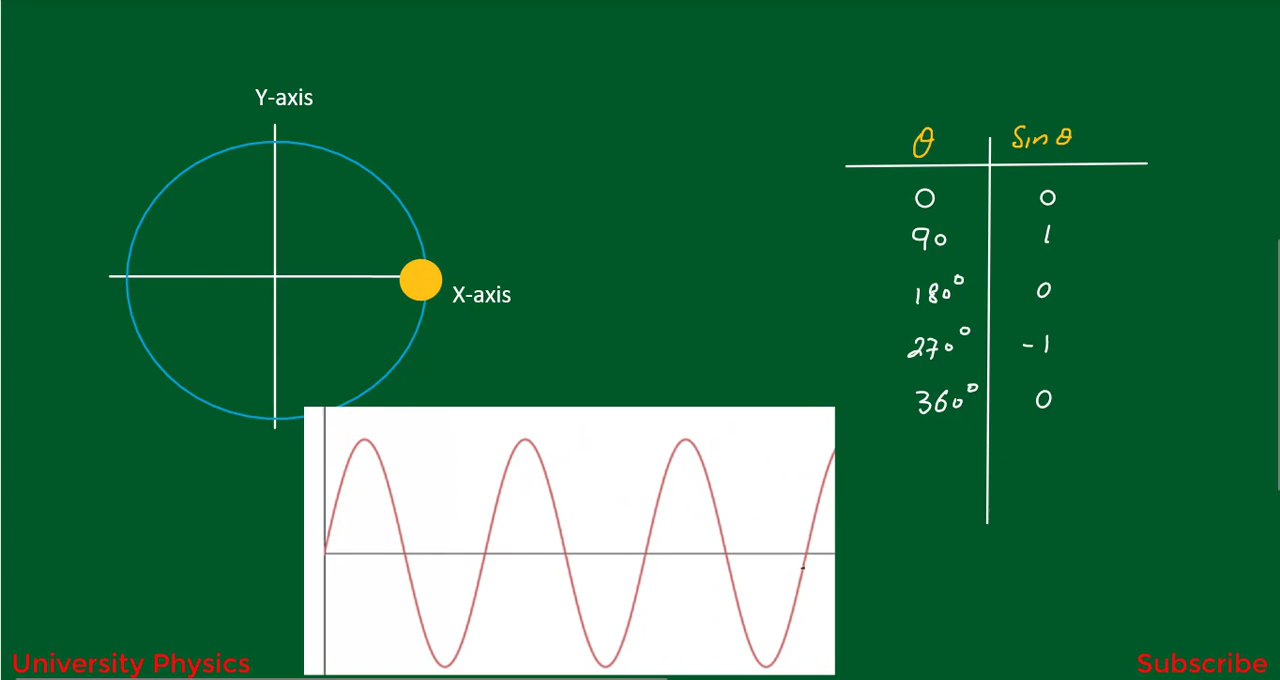 Y-axis
X-axis
θ Sin θ
0 0
90 1
180° 0
270° -1
360° 0
University Physics
Subscribe